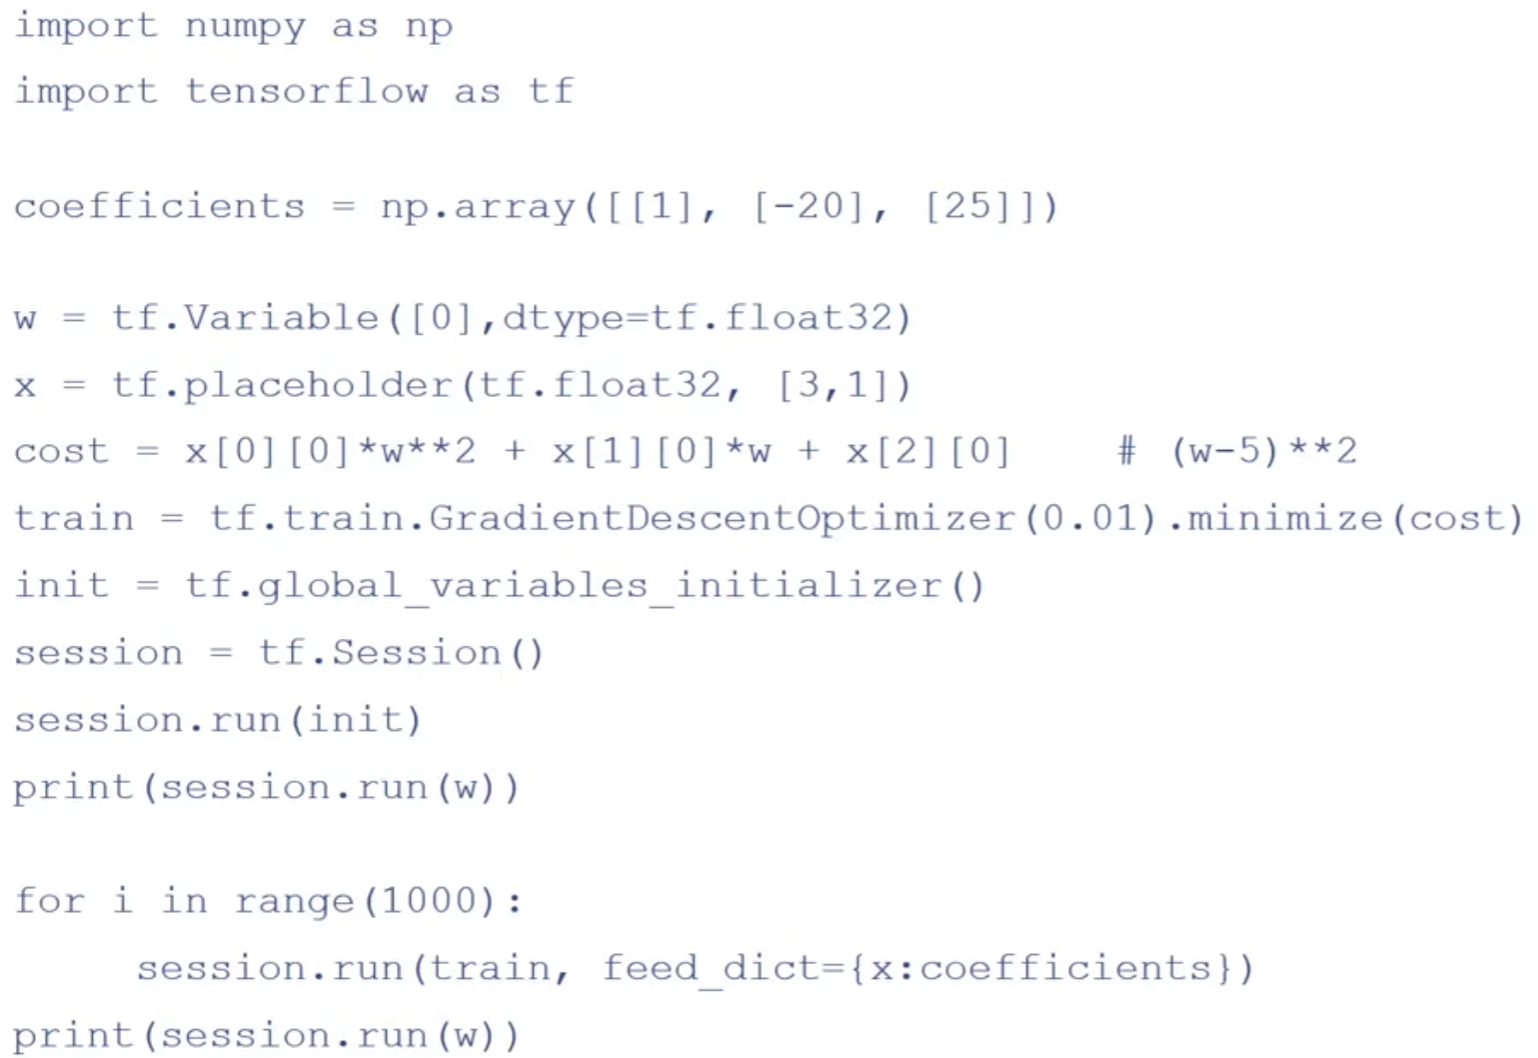 import numpy as np
import tensorflow as tf
coefficients = np.array([[1], [-20], [25]])
w = tf.Variable([0],dtype=tf.float32)
x = tf.placeholder(tf.float32, [3,1])
cost = x[0][0]*w**2 + x[1][0]*w + x[2][0]    # (w-5)**2
train = tf.train.GradientDescentOptimizer(0.01).minimize(cost)
init = tf.global_variables_initializer()
session = tf.Session()
session.run(init)
print(session.run(w))
for i in range(1000):
     session.run(train, feed_dict={x:coefficients})
print(session.run(w))